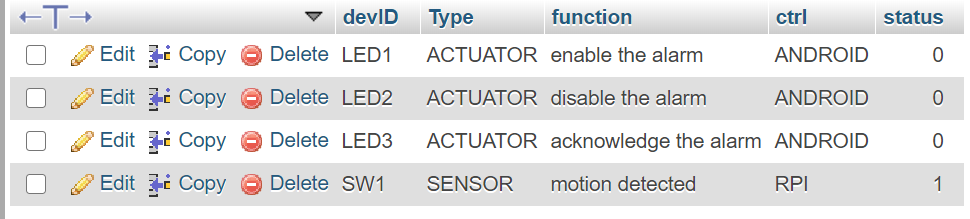 devID Type function ctrl status
Edit Copy Delete LED1 ACTUATOR enable the alarm ANDROID 0
Edit Copy Delete LED2 ACTUATOR disable the alarm ANDROID 0
Edit Copy Delete LED3 ACTUATOR acknowledge the alarm ANDROID 0
Edit Copy Delete SW1 SENSOR motion detected RPI 1